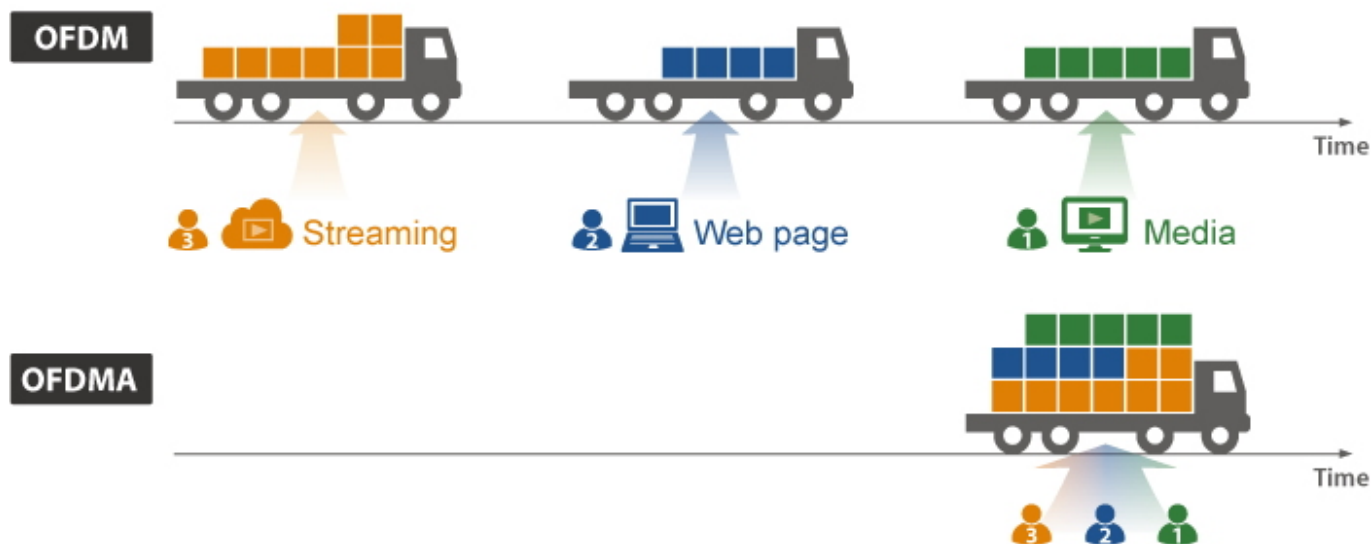 OFDM
Time
3 Streaming
2 Web page
1 Media
OFDMA
Time
3 2 1